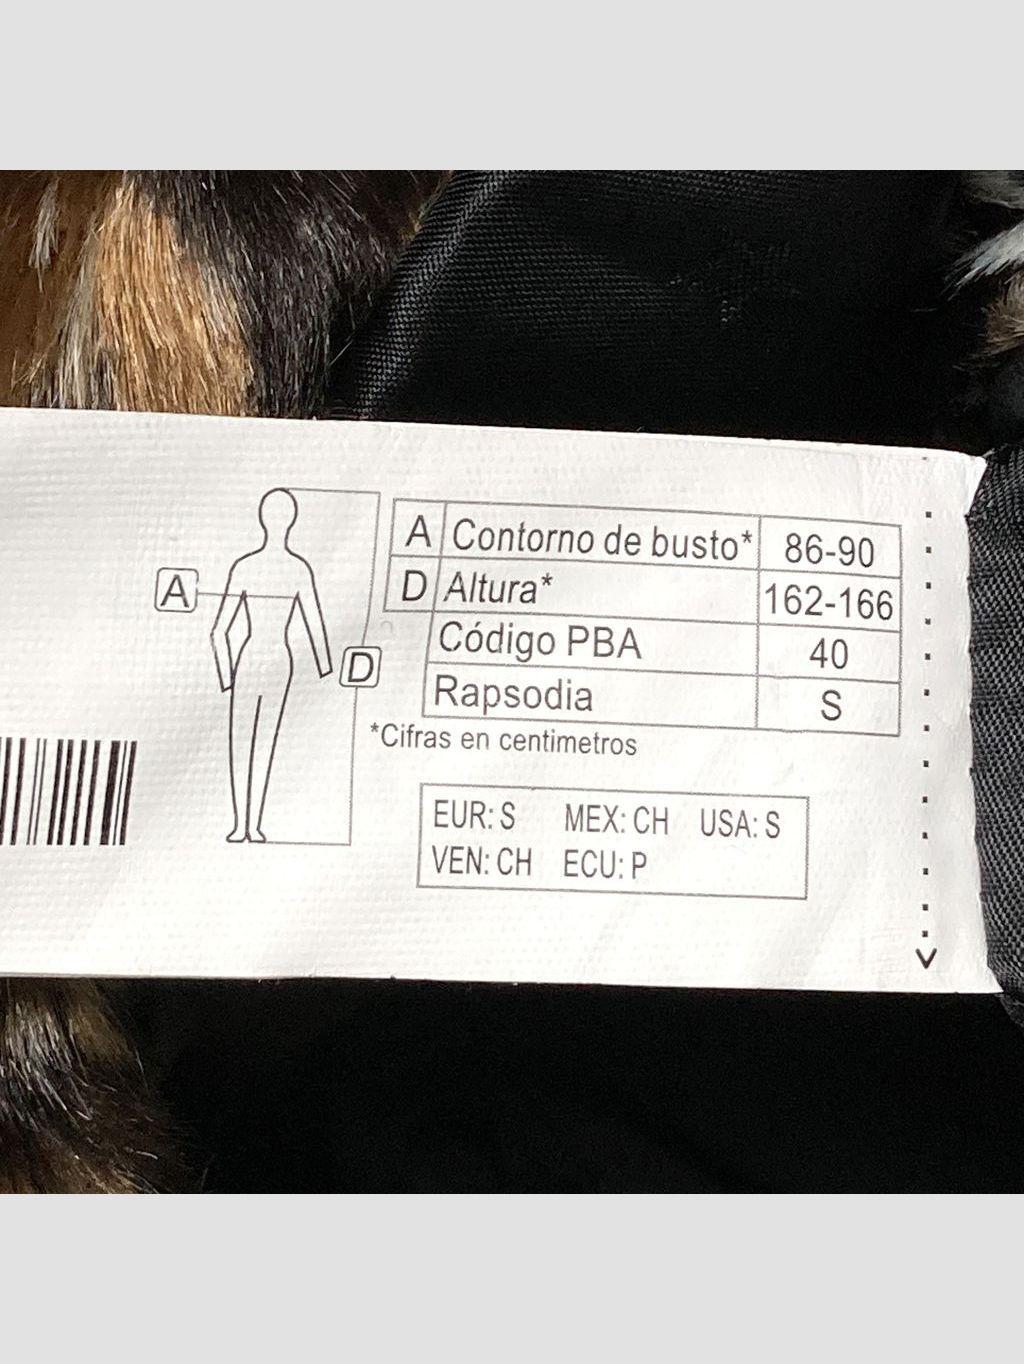 A Contorno de busto* 86-90
A
D Altura* 162-166
Código PBA 40
D
Rapsodia S
*Cifras en centimetros
EUR: S MEX: CH USA: S
VEN: CH ECU: P